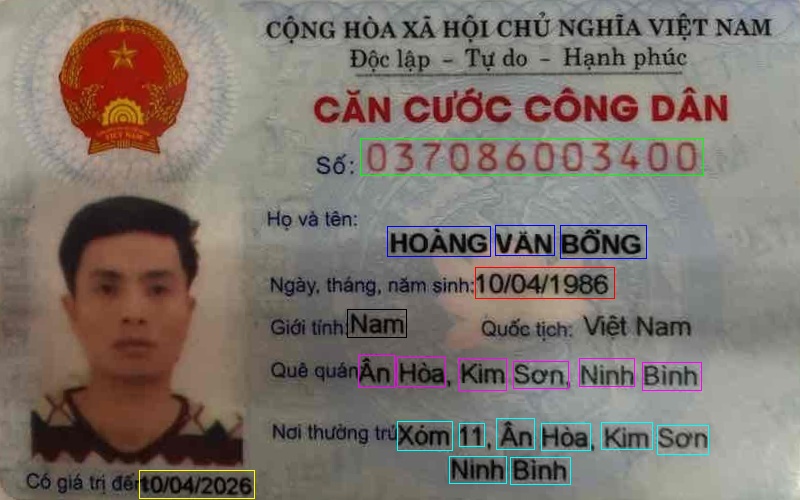 CỘNG HÒA XÃ HỘI CHỦ NGHĨA VIỆT NAM
Độc lập - Tự do - Hạnh phúc
CĂN CƯỚC CÔNG DÂN
Số: 037086003400
Họ và tên:
HOÀNG VĂN BỔNG
Ngày, tháng, năm sinh: 10/04/1986
Giới tính: Nam Quốc tịch: Việt Nam
Quê quán: Ân Hòa, Kim Sơn, Ninh Bình
Nơi thường trú: Xóm 11, Ân Hòa, Kim Sơn
Ninh Bình
Có giá trị đến: 10/04/2026